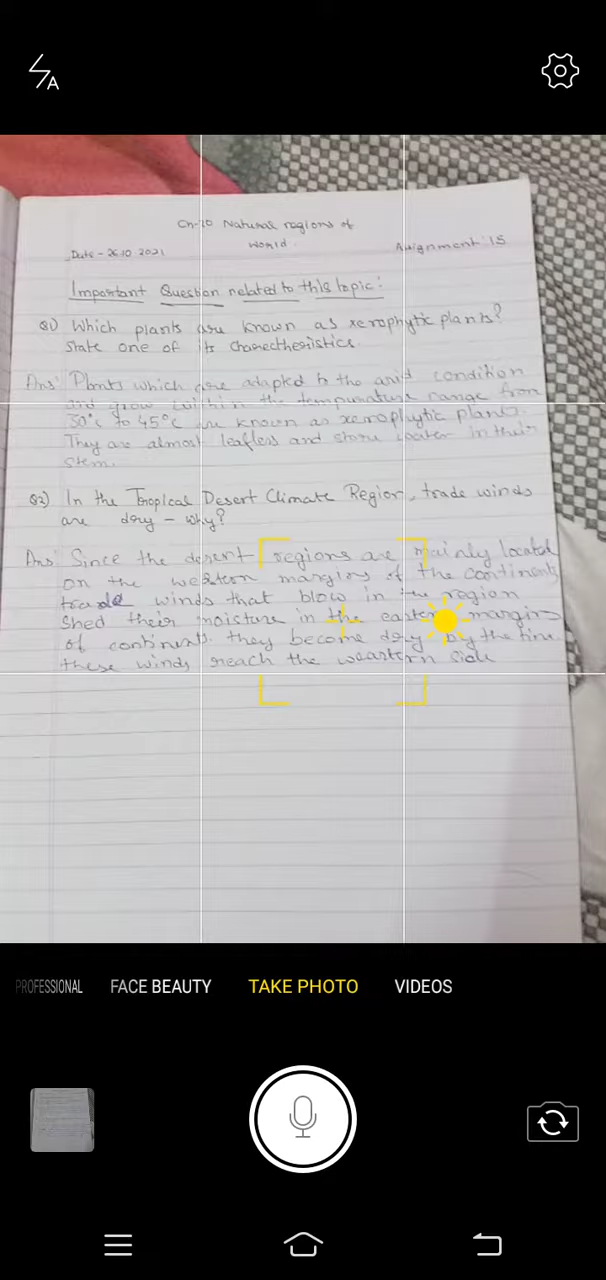 A
Ch-10 Natural regions of
World.
Date - 26.10.2021
Assignment: 15
Important Question related to this topic:
Q1) Which plants are known as xerophytic plants?
State one of its charectheristics.
Ans: Plants which are adapted to the arid condition
and grow within the tempurature range from
30°c to 45°c are known as xerophytic plants.
They are almost leafless and store water in their
stem.
Q2) In the Tropical Desert Climate Region, trade winds
are dry - why?
Ans: Since the desert regions are mainly located
on the western margins of the continents
trade winds that blow in the region
Shed their moisture in the eastern margins
of continents. they become dry by the time
these winds reach the weastern side
PROFESSIONAL
FACE BEAUTY
TAKE PHOTO
VIDEOS